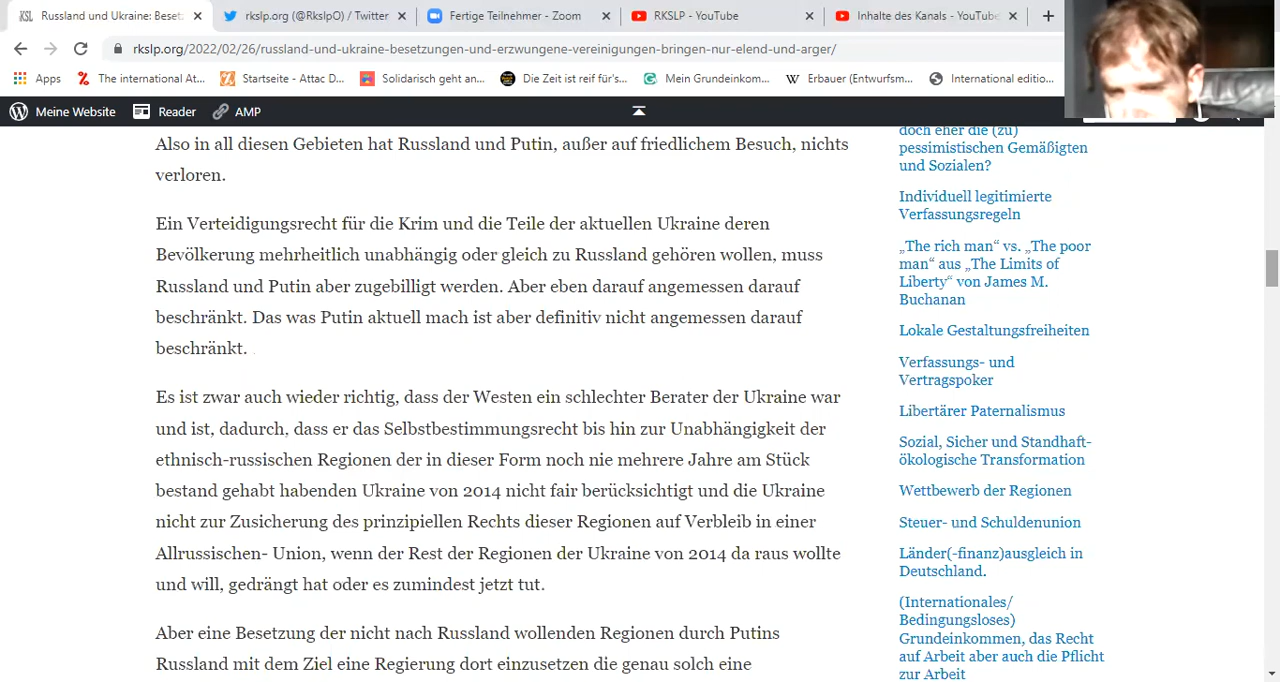 Russland und Ukraine: Beset
rkslp.org (@RkslpO) / Twitter
Fertige Teilnehmer - Zoom
RKSLP - YouTube
Inhalte des Kanals - YouTube
rkslp.org/2022/02/26/russland-und-ukraine-besetzungen-und-erzwungene-vereinigungen-bringen-nur-elend-und-arger/
Apps
The international At...
Startseite - Attac D...
Solidarisch geht an...
Die Zeit ist reif für's...
Mein Grundeinkom...
Erbauer (Entwurfsm...
International editio...
Meine Website
Reader
AMP
Also in all diesen Gebieten hat Russland und Putin, außer auf friedlichem Besuch, nichts
verloren.
Ein Verteidigungsrecht für die Krim und die Teile der aktuellen Ukraine deren
Bevölkerung mehrheitlich unabhängig oder gleich zu Russland gehören wollen, muss
Russland und Putin aber zugebilligt werden. Aber eben darauf angemessen darauf
beschränkt. Das was Putin aktuell mach ist aber definitiv nicht angemessen darauf
beschränkt.
Es ist zwar auch wieder richtig, dass der Westen ein schlechter Berater der Ukraine war
und ist, dadurch, dass er das Selbstbestimmungsrecht bis hin zur Unabhängigkeit der
ethnisch-russischen Regionen der in dieser Form noch nie mehrere Jahre am Stück
bestand gehabt habenden Ukraine von 2014 nicht fair berücksichtigt und die Ukraine
nicht zur Zusicherung des prinzipiellen Rechts dieser Regionen auf Verbleib in einer
Allrussischen- Union, wenn der Rest der Regionen der Ukraine von 2014 da raus wollte
und will, gedrängt hat oder es zumindest jetzt tut.
Aber eine Besetzung der nicht nach Russland wollenden Regionen durch Putins
Russland mit dem Ziel eine Regierung dort einzusetzen die genau solch eine
doch eher die (zu)
pessimistischen Gemäßigten
und Sozialen?
Individuell legitimierte
Verfassungsregeln
„The rich man“ vs. „The poor
man“ aus „The Limits of
Liberty“ von James M.
Buchanan
Lokale Gestaltungsfreiheiten
Verfassungs- und
Vertragspoker
Libertärer Paternalismus
Sozial, Sicher und Standhaft-
ökologische Transformation
Wettbewerb der Regionen
Steuer- und Schuldenunion
Länder(-finanz)ausgleich in
Deutschland.
(Internationales/
Bedingungsloses)
Grundeinkommen, das Recht
auf Arbeit aber auch die Pflicht
zur Arbeit